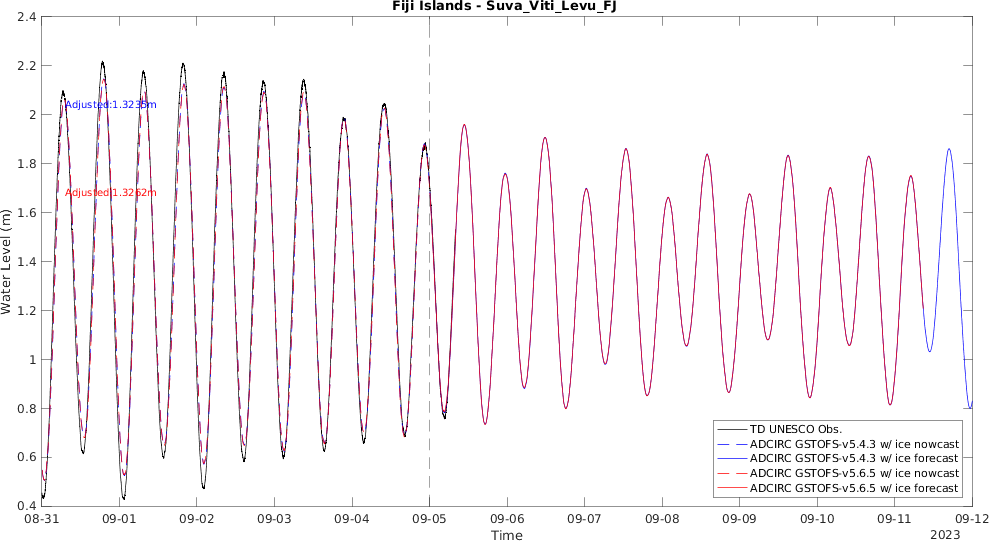 Fiji Islands - Suva_Viti_Levu_FJ
2.4
2.2
2
1.8
1.6
1.4
1.2
1
0.8
0.6
0.4
Water Level (m)
Adjusted:1.3235m
Adjusted:1.3262m
TD UNESCO Obs.
ADCIRC GSTOFS-v5.4.3 w/ ice nowcast
ADCIRC GSTOFS-v5.4.3 w/ ice forecast
ADCIRC GSTOFS-v5.6.5 w/ ice nowcast
ADCIRC GSTOFS-v5.6.5 w/ ice forecast
08-31 09-01 09-02 09-03 09-04 09-05 09-06 09-07 09-08 09-09 09-10 09-11 09-12
Time
2023